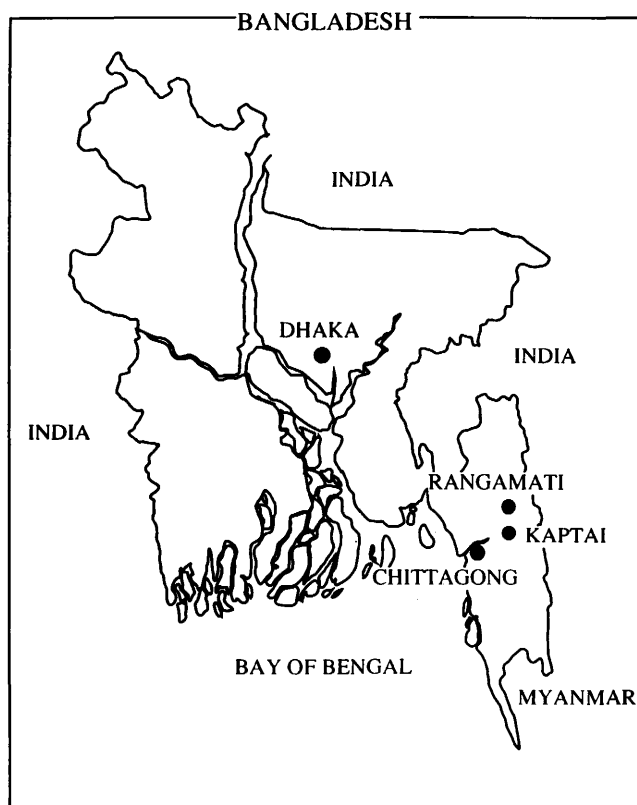 BANGLADESH
INDIA
DHAKA
INDIA
INDIA
RANGAMATI
KAPTAI
CHITTAGONG
BAY OF BENGAL
MYANMAR